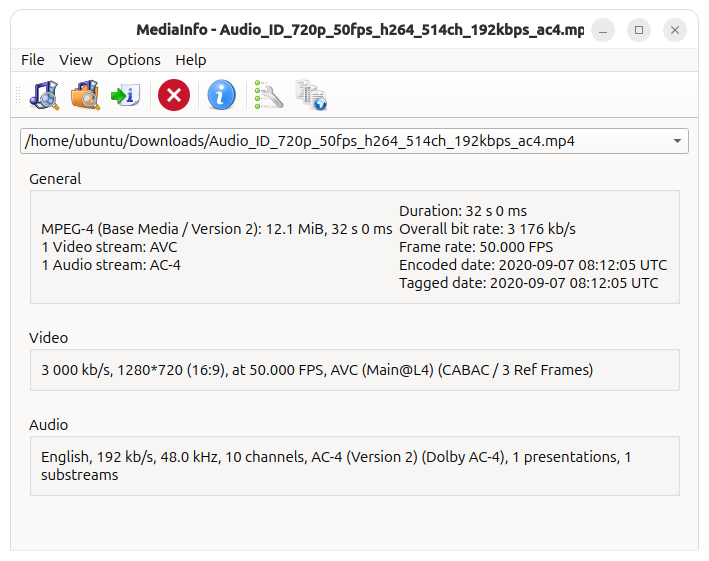 MediaInfo - Audio_ID_720p_50fps_h264_514ch_192kbps_ac4.mp
File View Options Help
/home/ubuntu/Downloads/Audio_ID_720p_50fps_h264_514ch_192kbps_ac4.mp4
General
MPEG-4 (Base Media / Version 2): 12.1 MiB, 32 s 0 ms
1 Video stream: AVC
1 Audio stream: AC-4
Duration: 32 s 0 ms
Overall bit rate: 3 176 kb/s
Frame rate: 50.000 FPS
Encoded date: 2020-09-07 08:12:05 UTC
Tagged date: 2020-09-07 08:12:05 UTC
Video
3 000 kb/s, 1280*720 (16:9), at 50.000 FPS, AVC (Main@L4) (CABAC / 3 Ref Frames)
Audio
English, 192 kb/s, 48.0 kHz, 10 channels, AC-4 (Version 2) (Dolby AC-4), 1 presentations, 1
substreams